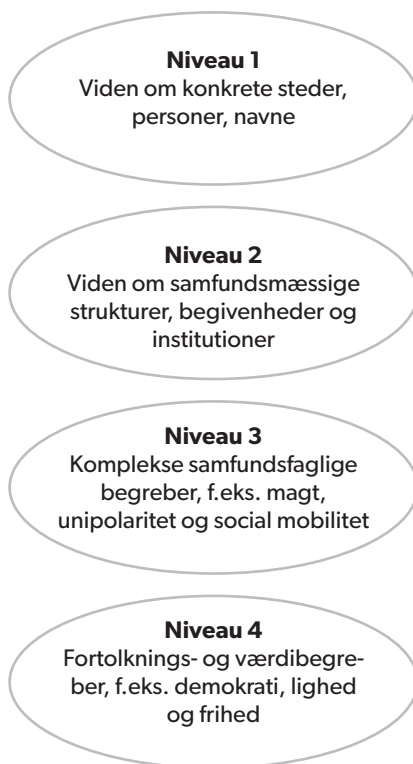 Niveau 1
Viden om konkrete steder,
personer, navne
Niveau 2
Viden om samfundsmæssige
strukturer, begivenheder og
institutioner
Niveau 3
Komplekse samfundsfaglige
begreber, f.eks. magt,
unipolaritet og social mobilitet
Niveau 4
Fortolknings- og værdibegre-
ber, f.eks. demokrati, lighed
og frihed